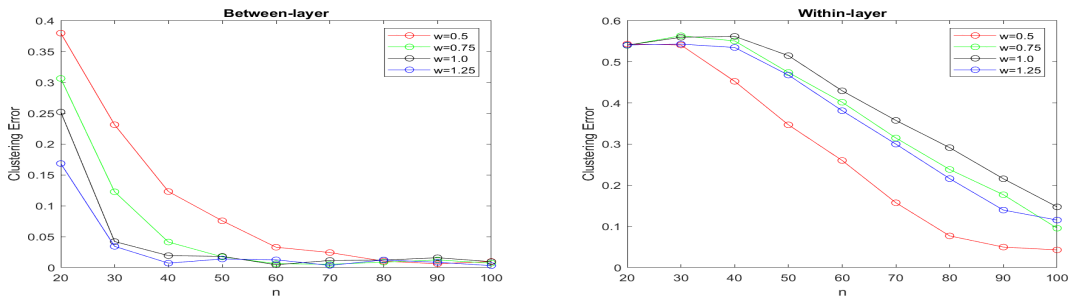 Between-layer
0.4
0.35
0.3
0.25
0.2
0.15
0.1
0.05
0
Clustering Error
20 30 40 50 60 70 80 90 100
n
w=0.5
w=0.75
w=1.0
w=1.25
Within-layer
0.6
0.5
0.4
0.3
0.2
0.1
0
Clustering Error
20 30 40 50 60 70 80 90 100
n
w=0.5
w=0.75
w=1.0
w=1.25